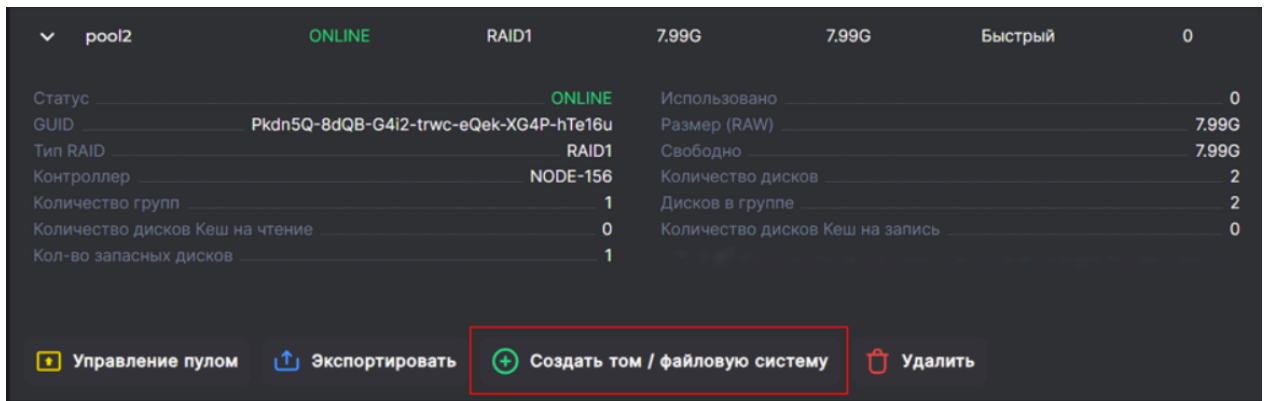 pool2 ONLINE RAID1 7.99G 7.99G Быстрый 0
Статус ONLINE
GUID Pkdn5Q-8dQB-G4i2-trwc-eQek-XG4P-hTe16u
Тип RAID RAID1
Контроллер NODE-156
Количество групп 1
Количество дисков Кеш на чтение 0
Кол-во запасных дисков 1
Использовано 0
Размер (RAW) 7.99G
Свободно 7.99G
Количество дисков 2
Дисков в группе 2
Количество дисков Кеш на запись 0
Управление пулом Экспортировать Создать том / файловую систему Удалить